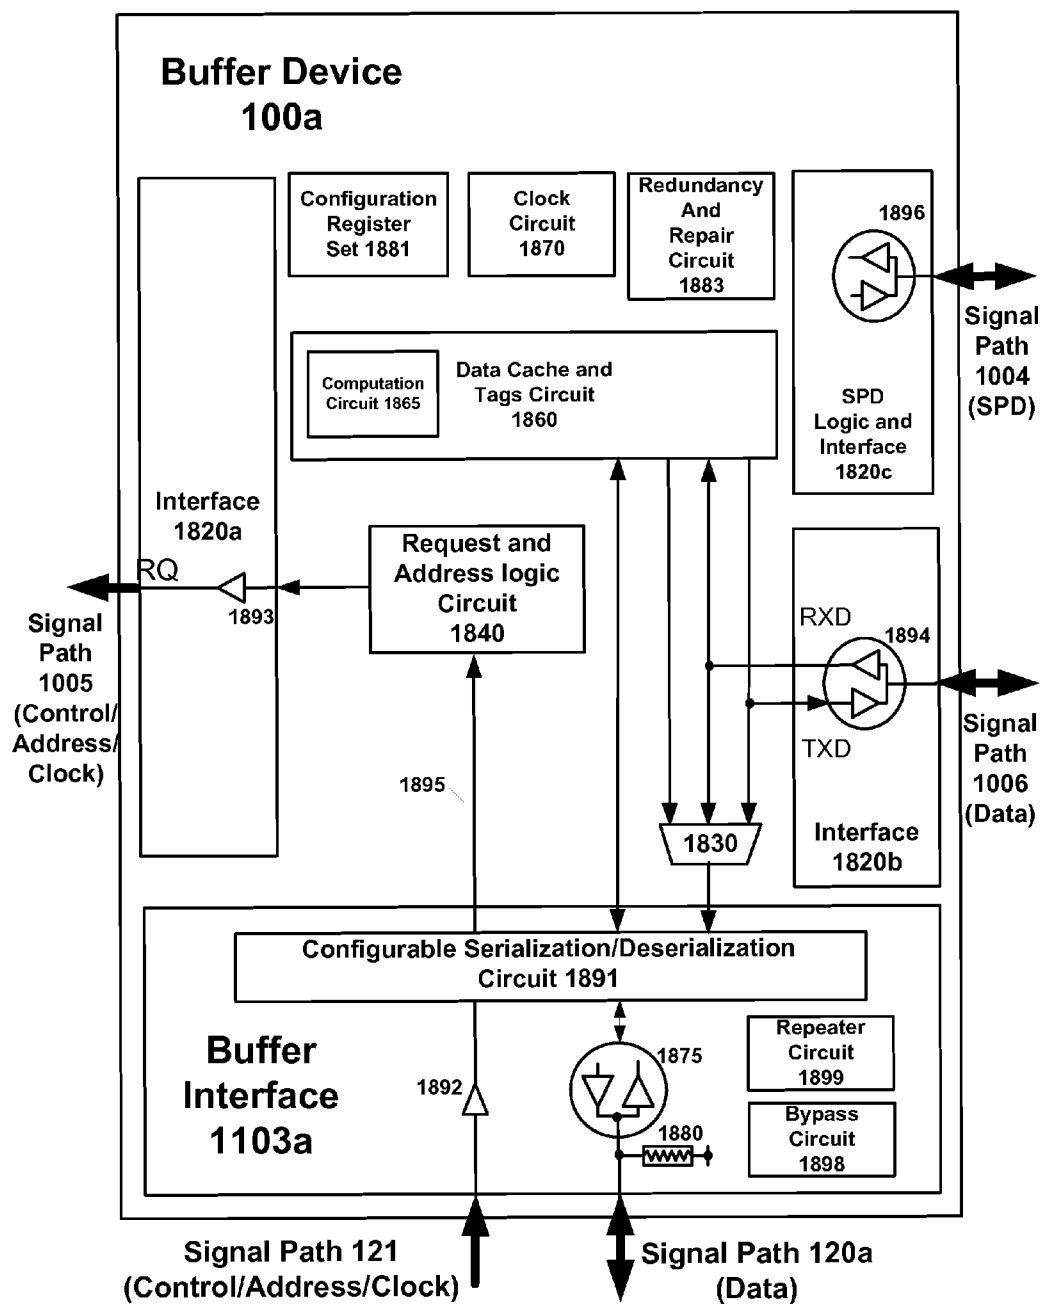 Buffer Device
100a
Configuration
Register
Set 1881
Clock
Circuit
1870
Redundancy
And
Repair
Circuit
1883
1896
Signal
Path
1004
(SPD)
SPD
Logic and
Interface
1820c
Computation
Circuit 1865
Data Cache and
Tags Circuit
1860
Interface
1820a
Request and
Address logic
Circuit
1840
RQ
1893
Signal
Path
1005
(Control/
Address/
Clock)
RXD
1894
TXD
Signal
Path
1006
(Data)
Interface
1820b
1895
1830
Configurable Serialization/Deserialization
Circuit 1891
Buffer
Interface
1103a
1892
1875
1880
Repeater
Circuit
1899
Bypass
Circuit
1898
Signal Path 121
(Control/Address/Clock)
Signal Path 120a
(Data)